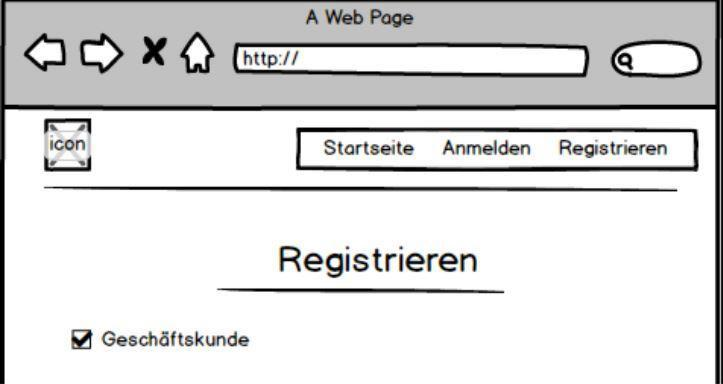 A Web Page
http://
icon
Startseite Anmelden Registrieren
Registrieren
Geschäftskunde